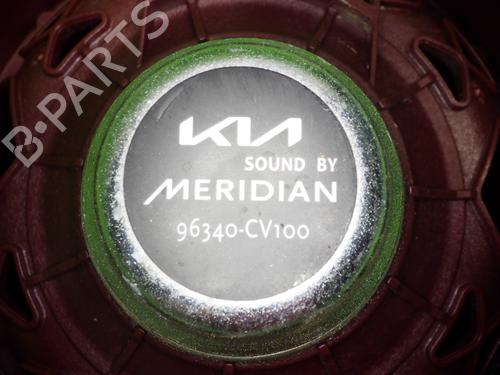 B-PARTS
KIA
SOUND BY
MERIDIAN
96340-CV100